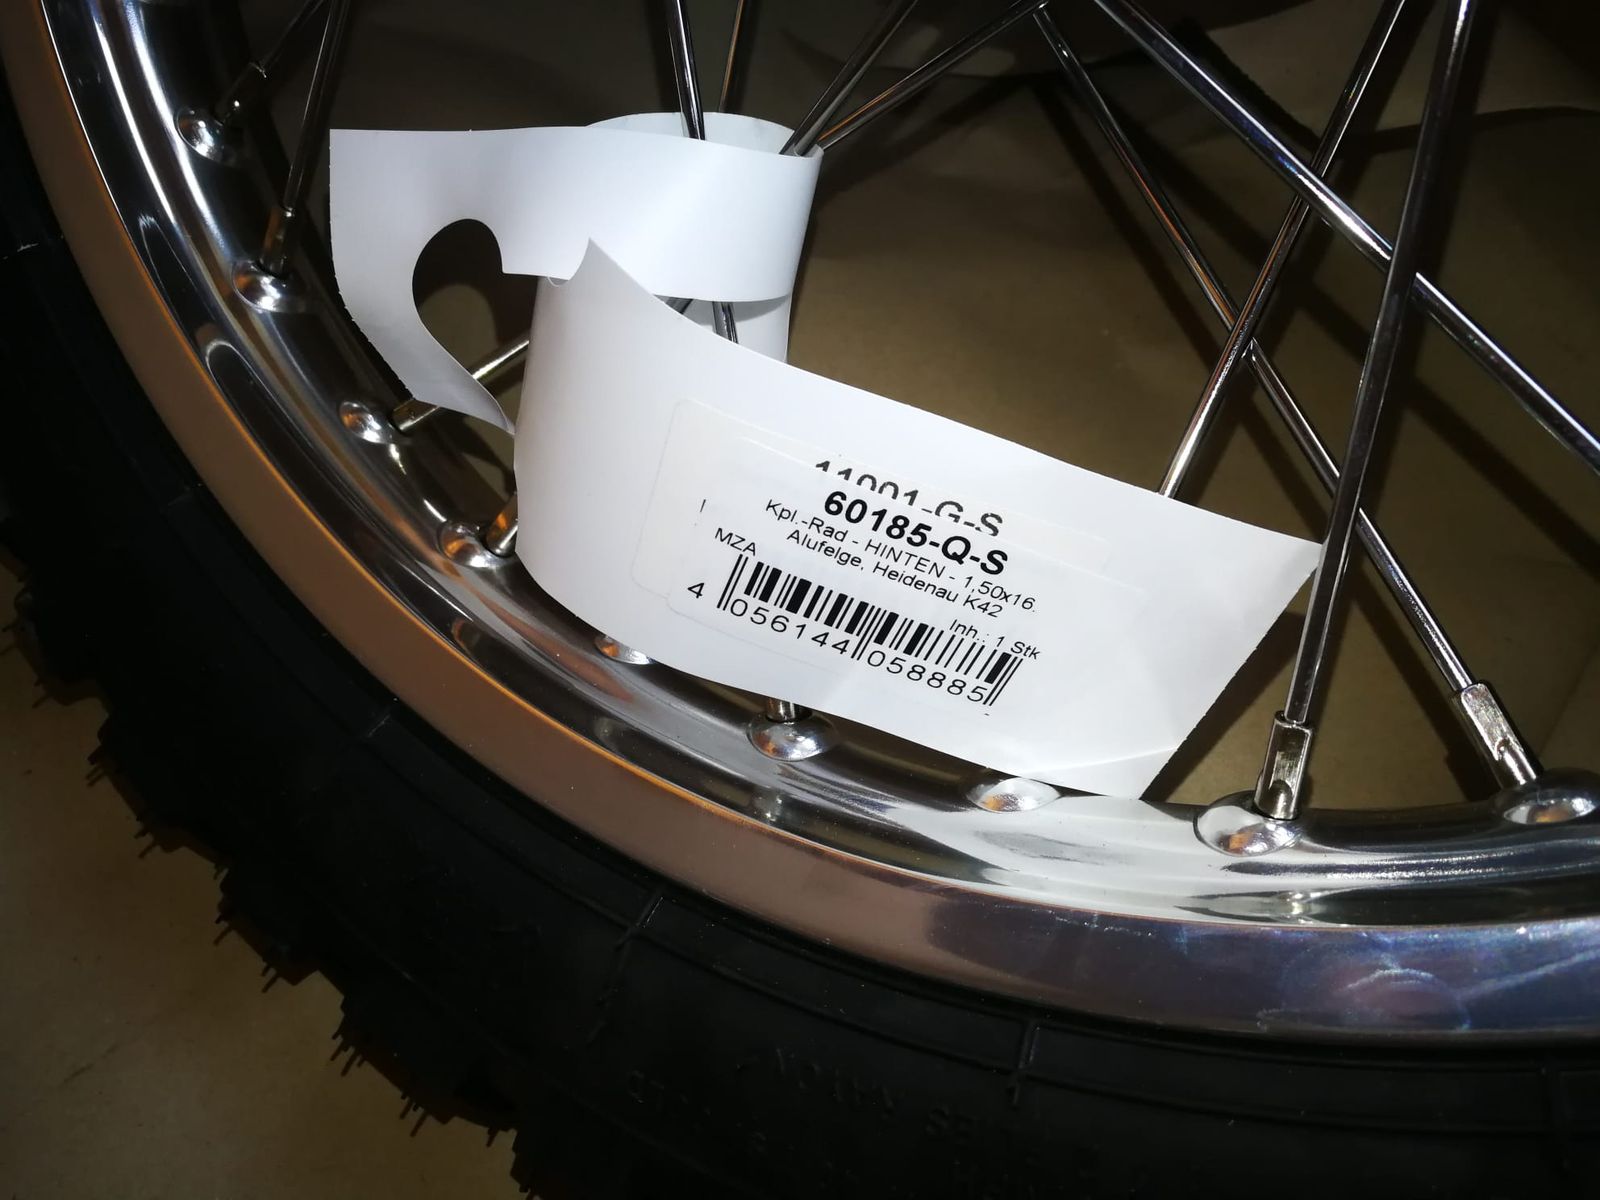 11001-G-S
60185-Q-S
Kpl.-Rad - HINTEN - 1,50x16.
Alufelge, Heidenau K42
MZA
Inh.: 1 Stk
4 056144 058885